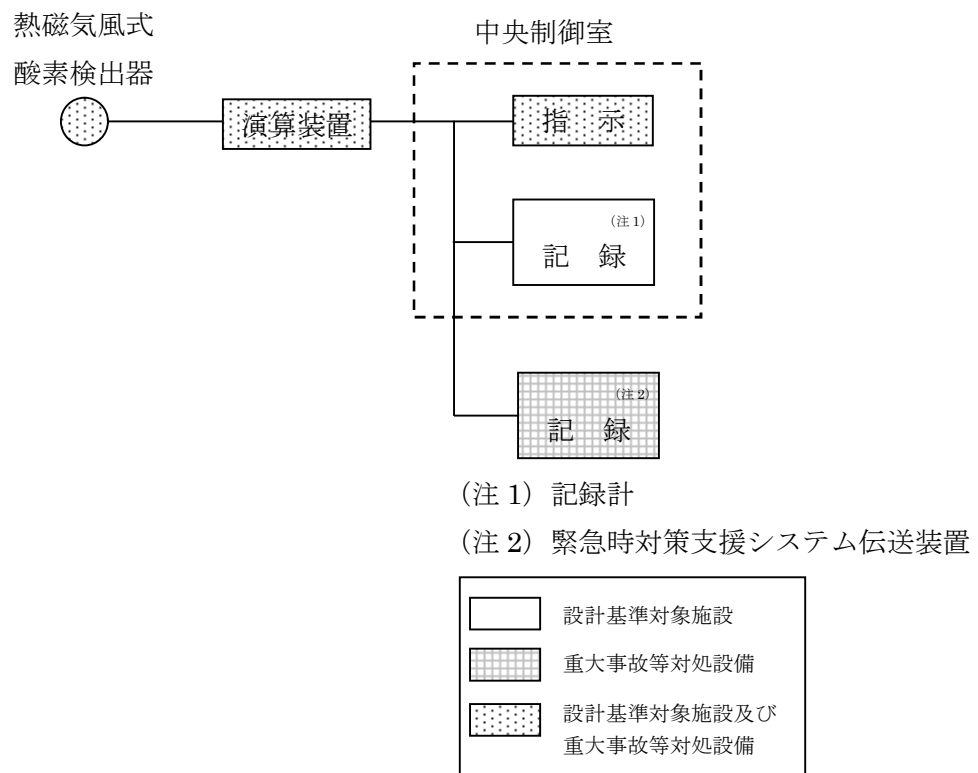 熱磁気風式
酸素検出器
中央制御室
演算装置
指 示
(注1)
記 録
(注2)
記 録
（注 1）記録計
（注 2）緊急時対策支援システム伝送装置
設計基準対象施設
重大事故等対処設備
設計基準対象施設及び
重大事故等対処設備